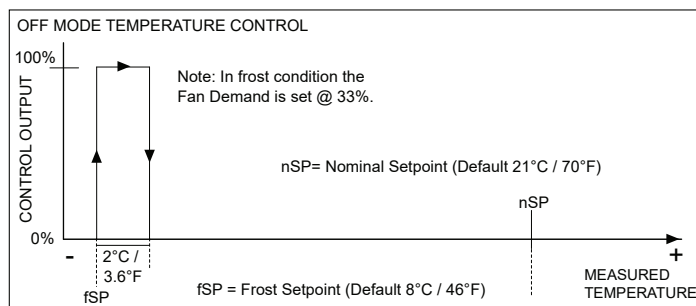 OFF MODE TEMPERATURE CONTROL
100%
Note: In frost condition the
Fan Demand is set @ 33%.
CONTROL OUTPUT
nSP= Nominal Setpoint (Default 21°C / 70°F)
nSP
0%
-
2°C /
3.6°F
+
fSP
fSP = Frost Setpoint (Default 8°C / 46°F)
MEASURED
TEMPERATURE